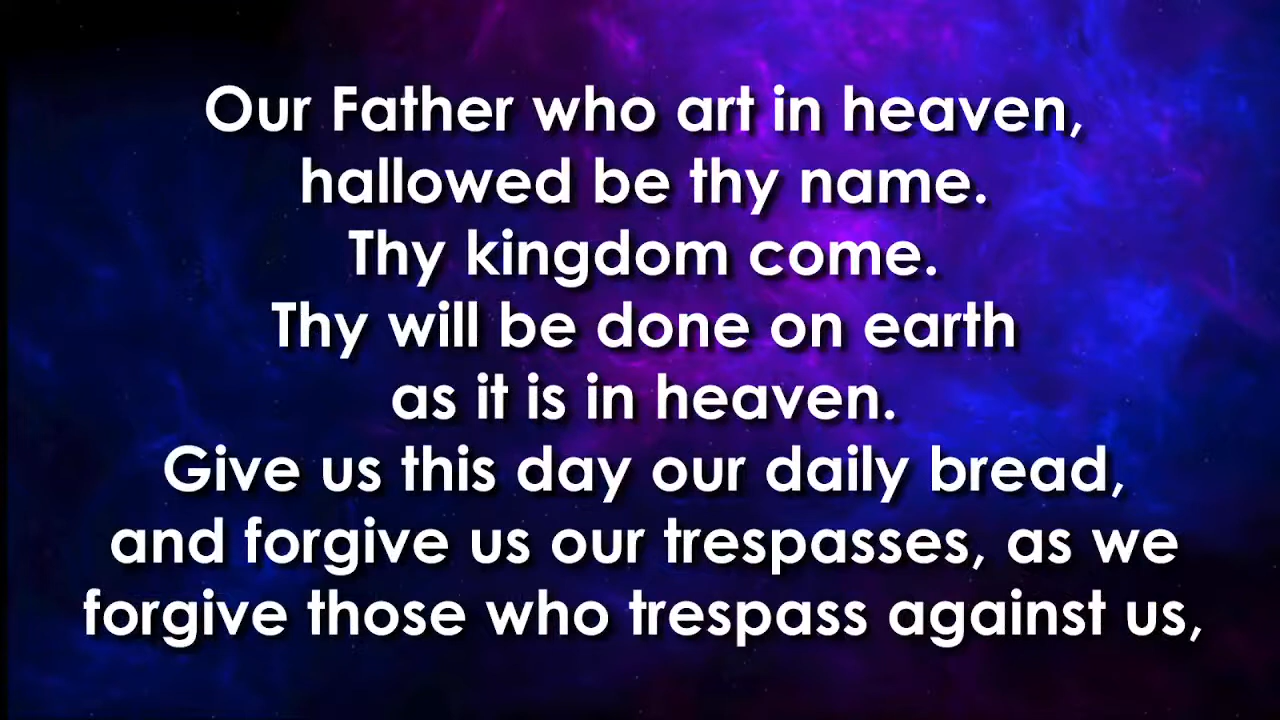 Our Father who art in heaven,
hallowed be thy name.
Thy kingdom come.
Thy will be done on earth
as it is in heaven.
Give us this day our daily bread,
and forgive us our trespasses, as we
forgive those who trespass against us,